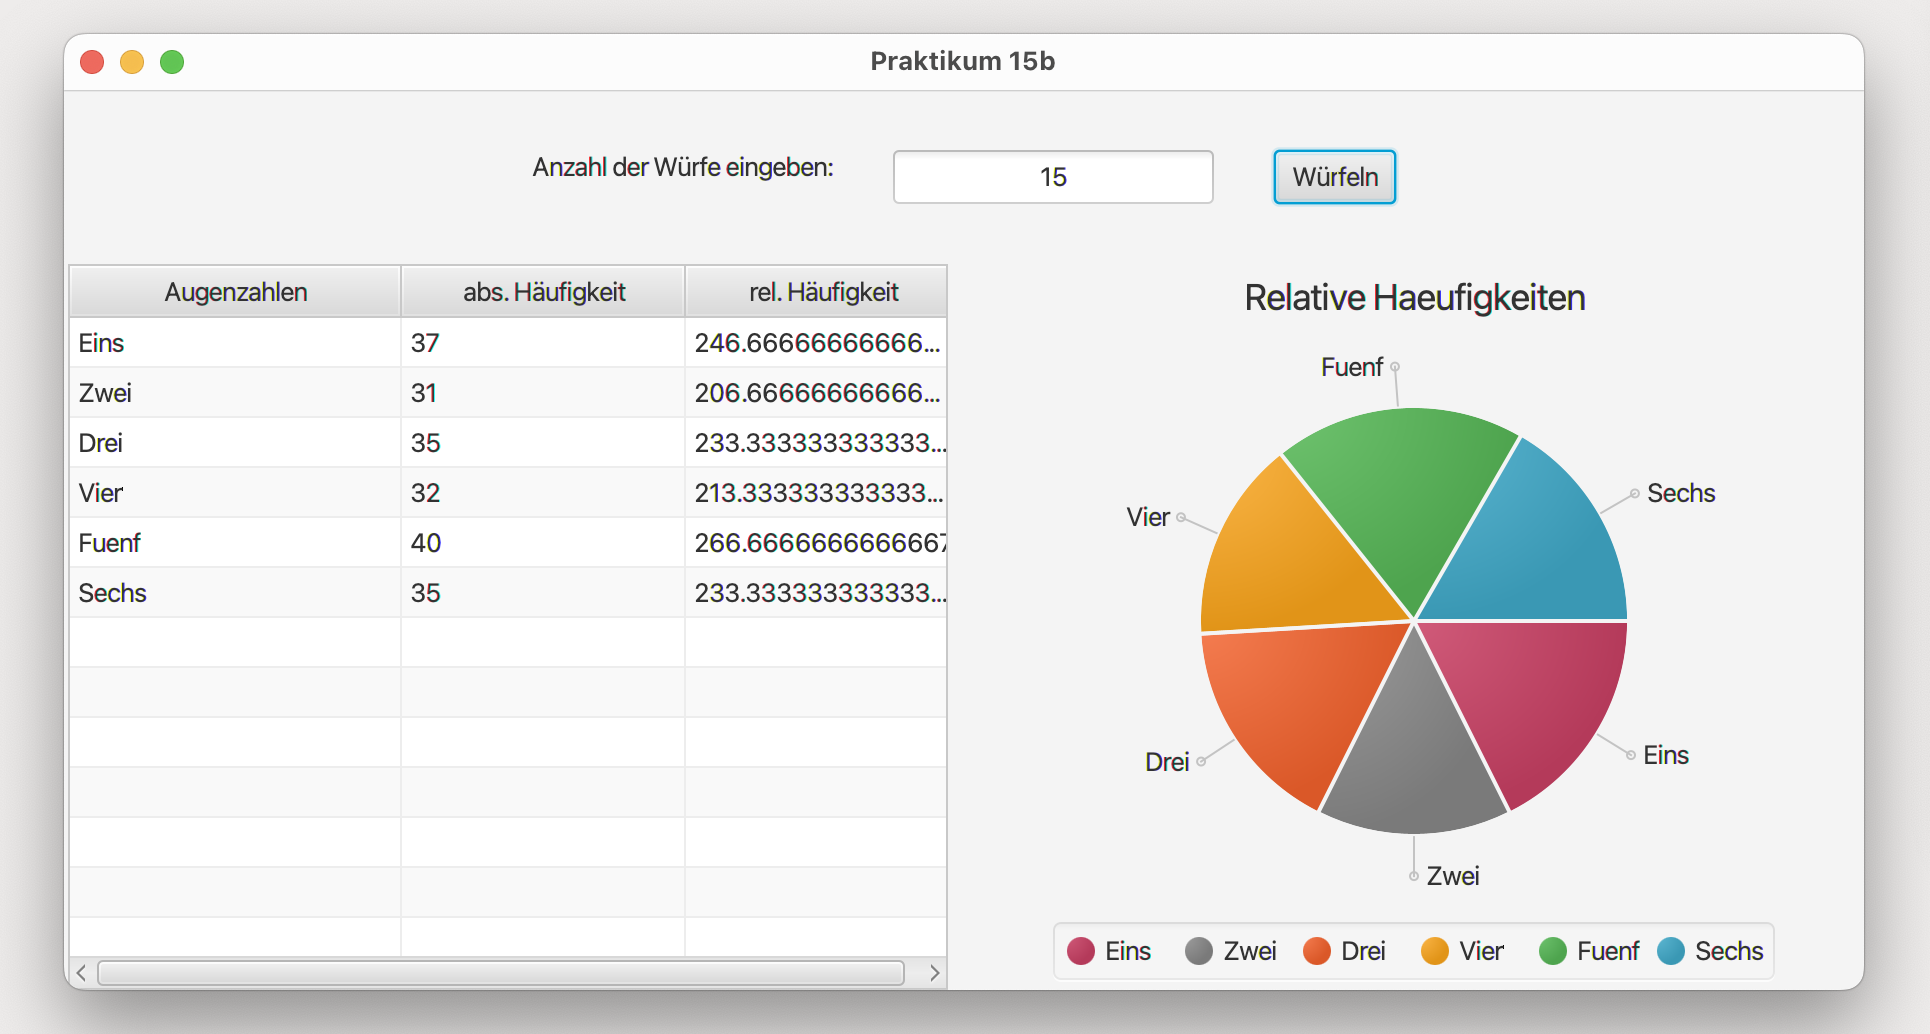 Praktikum 15b
Anzahl der Würfe eingeben: 15 Würfeln
Augenzahlen abs. Häufigkeit rel. Häufigkeit
Eins 37 246.66666666666...
Zwei 31 206.66666666666...
Drei 35 233.333333333333...
Vier 32 213.333333333333...
Fuenf 40 266.6666666666667
Sechs 35 233.333333333333...
Relative Haeufigkeiten
Fuenf
Sechs
Vier
Eins
Drei
Zwei
Eins Zwei Drei Vier Fuenf Sechs